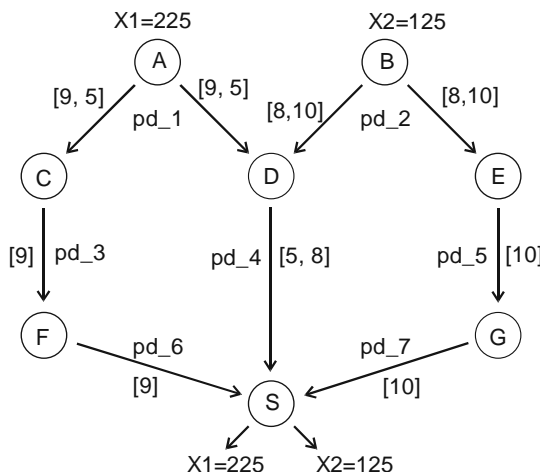 X1=225 X2=125
A B
[9, 5] [9, 5] [8,10] [8,10]
pd_1 pd_2
C D E
[9] pd_3 pd_4 [5, 8] pd_5 [10]
F G
pd_6 pd_7
[9] [10]
S
X1=225 X2=125